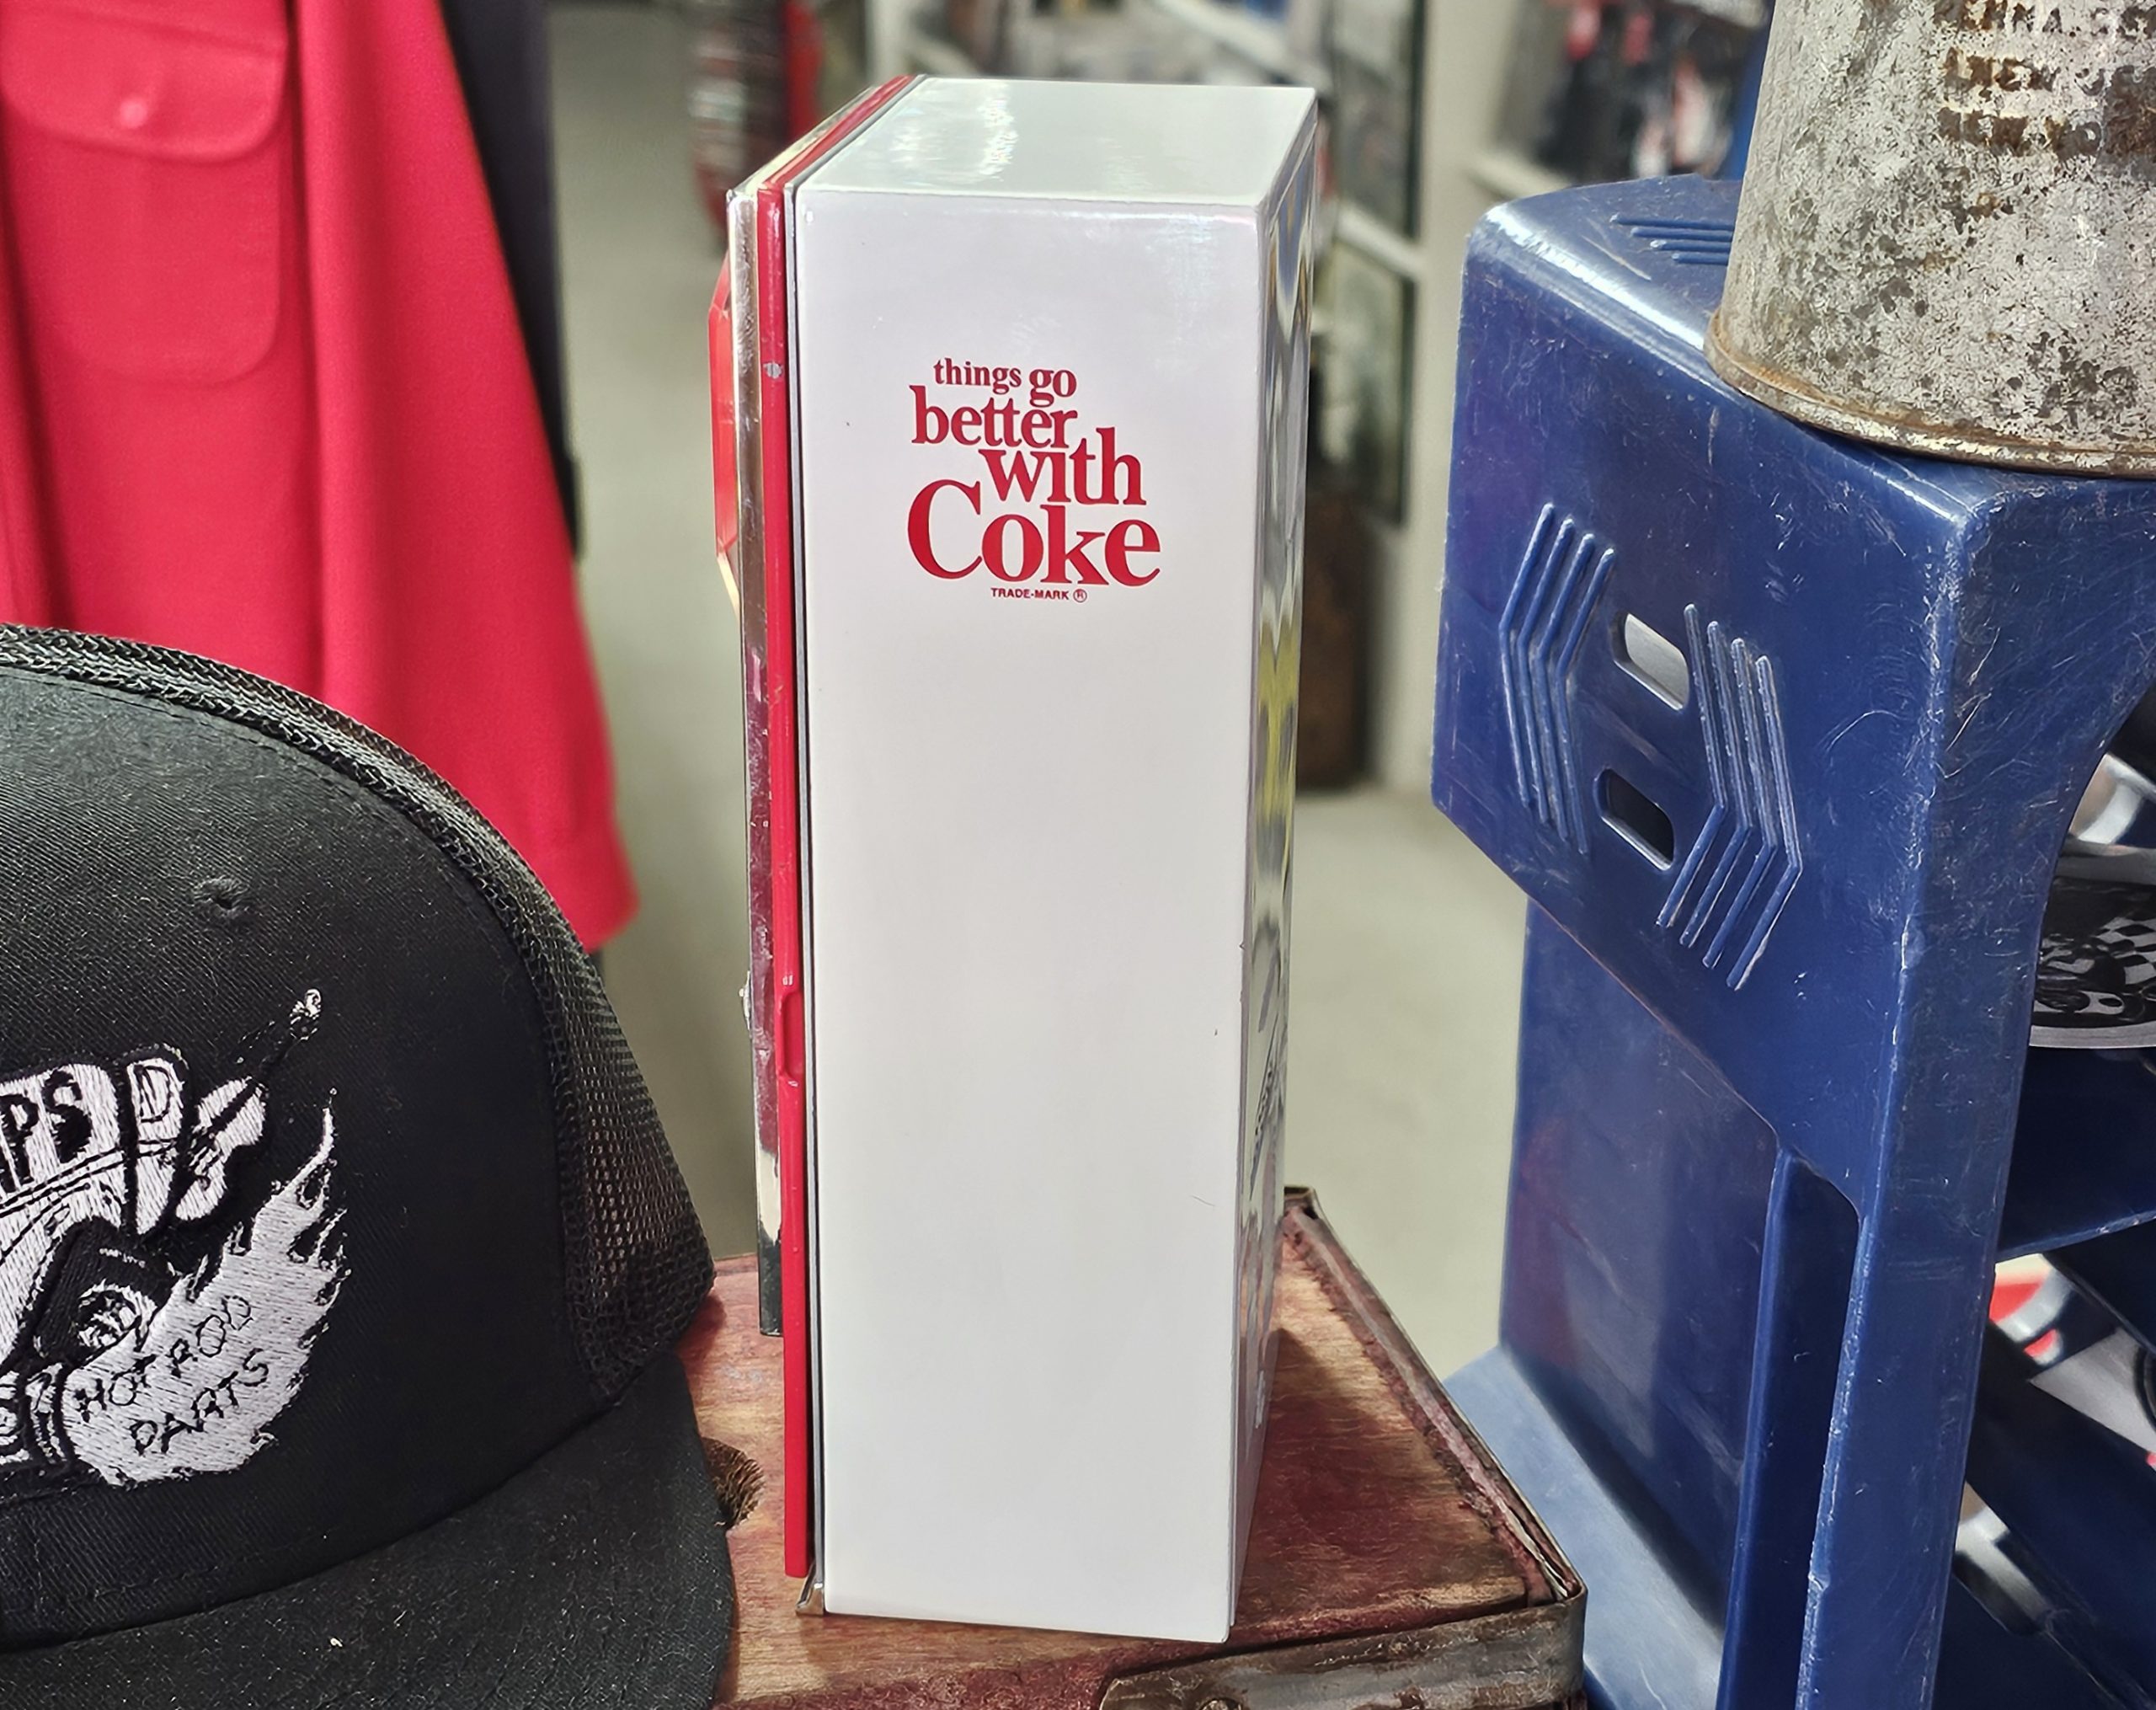 things go
better
with
Coke
TRADE-MARK ®
HOT ROD
PARTS